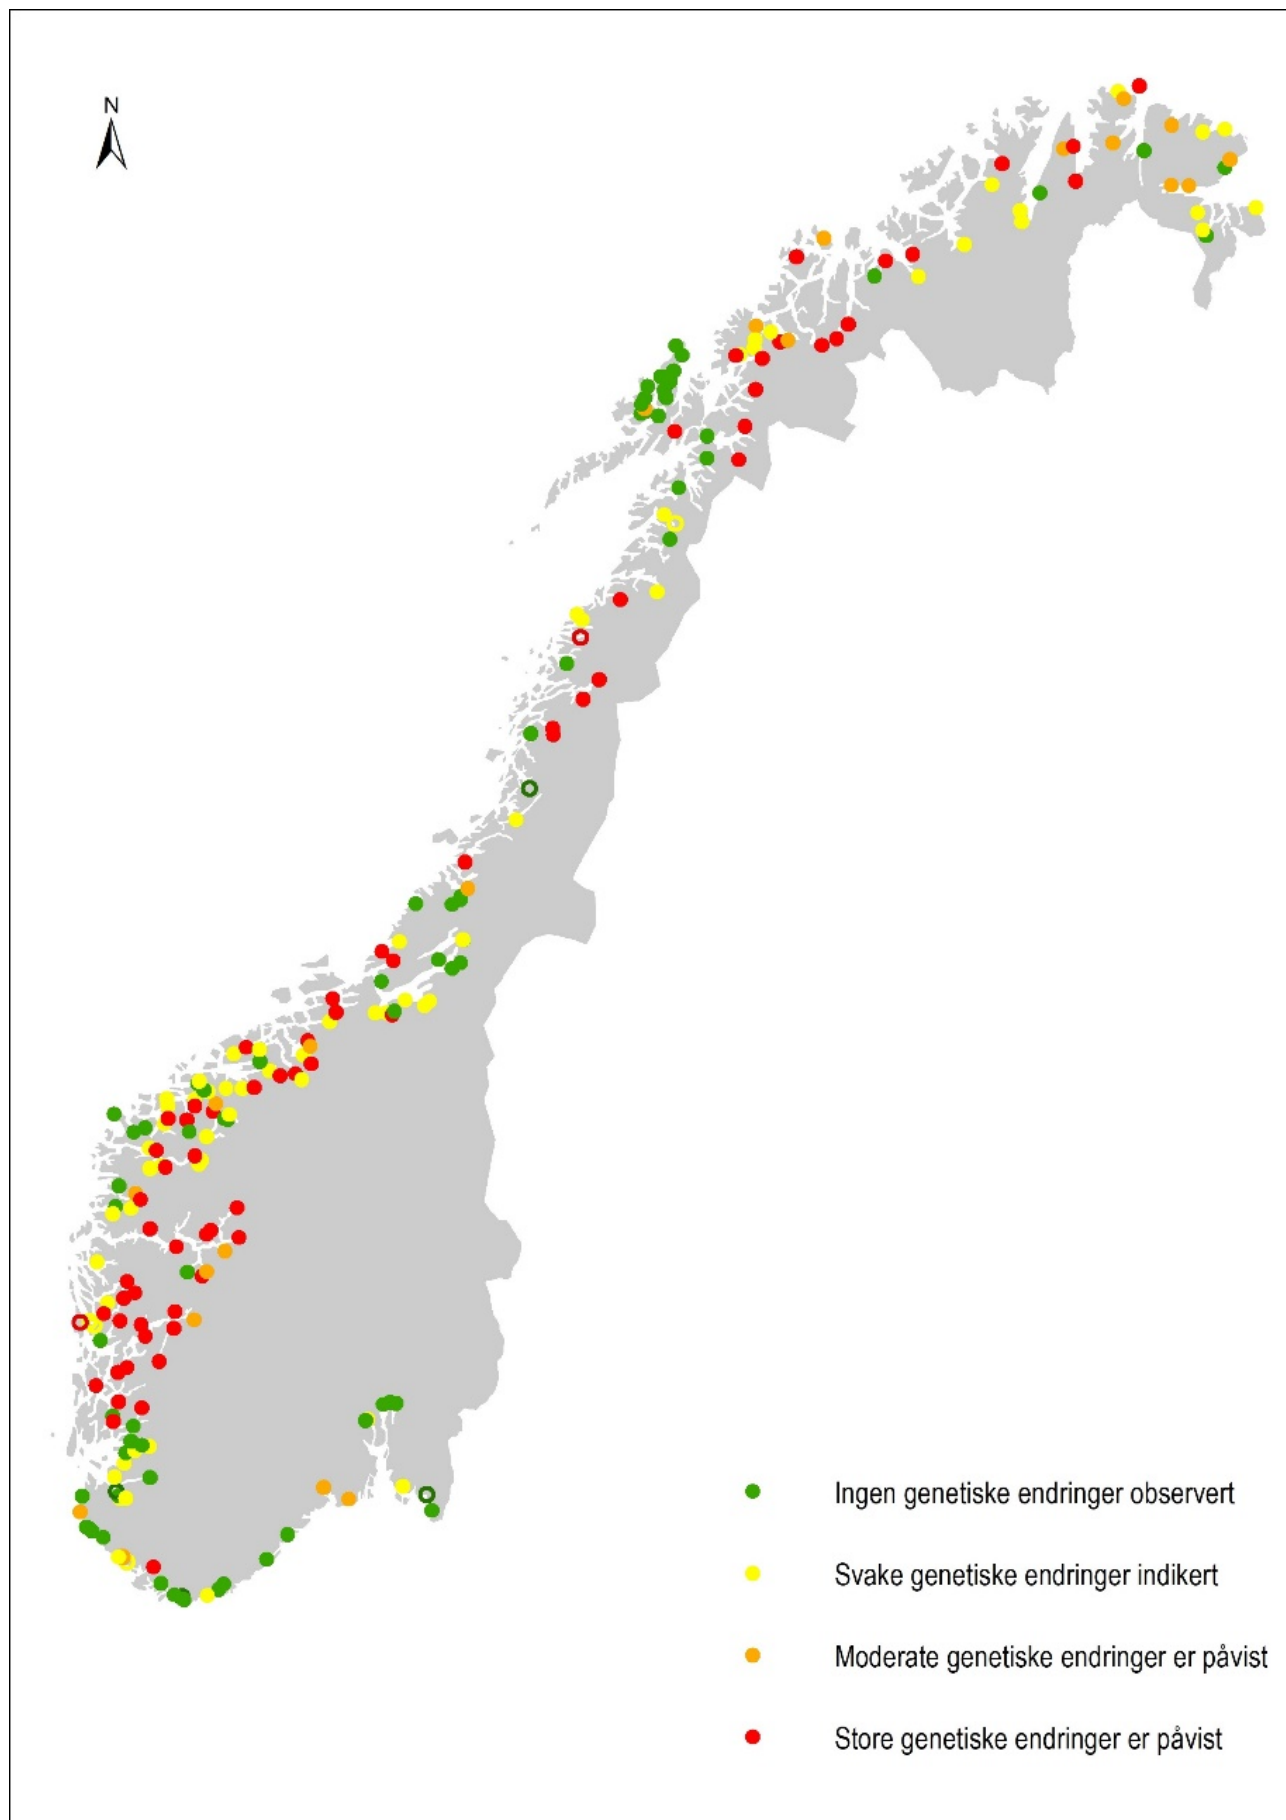 N
Ingen genetiske endringer observert
Svake genetiske endringer indikert
Moderate genetiske endringer er påvist
Store genetiske endringer er påvist